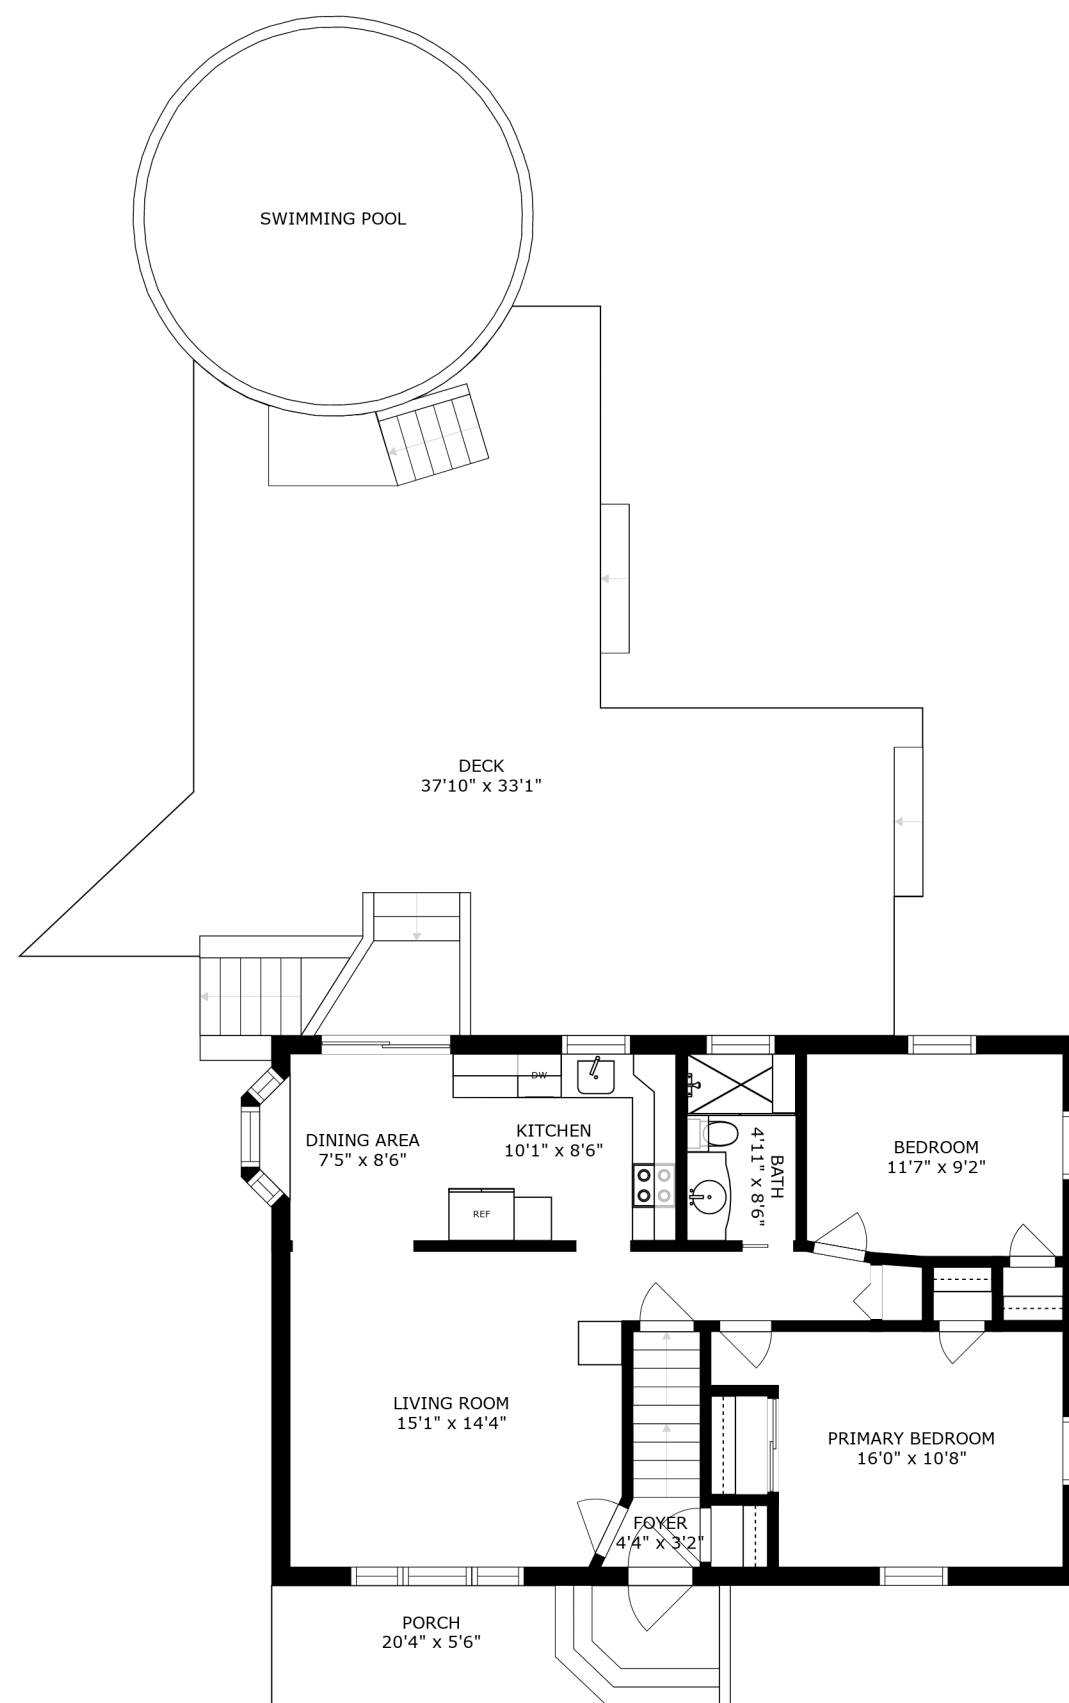 SWIMMING POOL
DECK
37'10" x 33'1"
DW
KITCHEN
10'1" x 8'6"
DINING AREA
7'5" x 8'6"
BATH
4'11" x 8'6"
BEDROOM
11'7" x 9'2"
REF
LIVING ROOM
15'1" x 14'4"
PRIMARY BEDROOM
16'0" x 10'8"
FOYER
4'4" x 3'2"
PORCH
20'4" x 5'6"